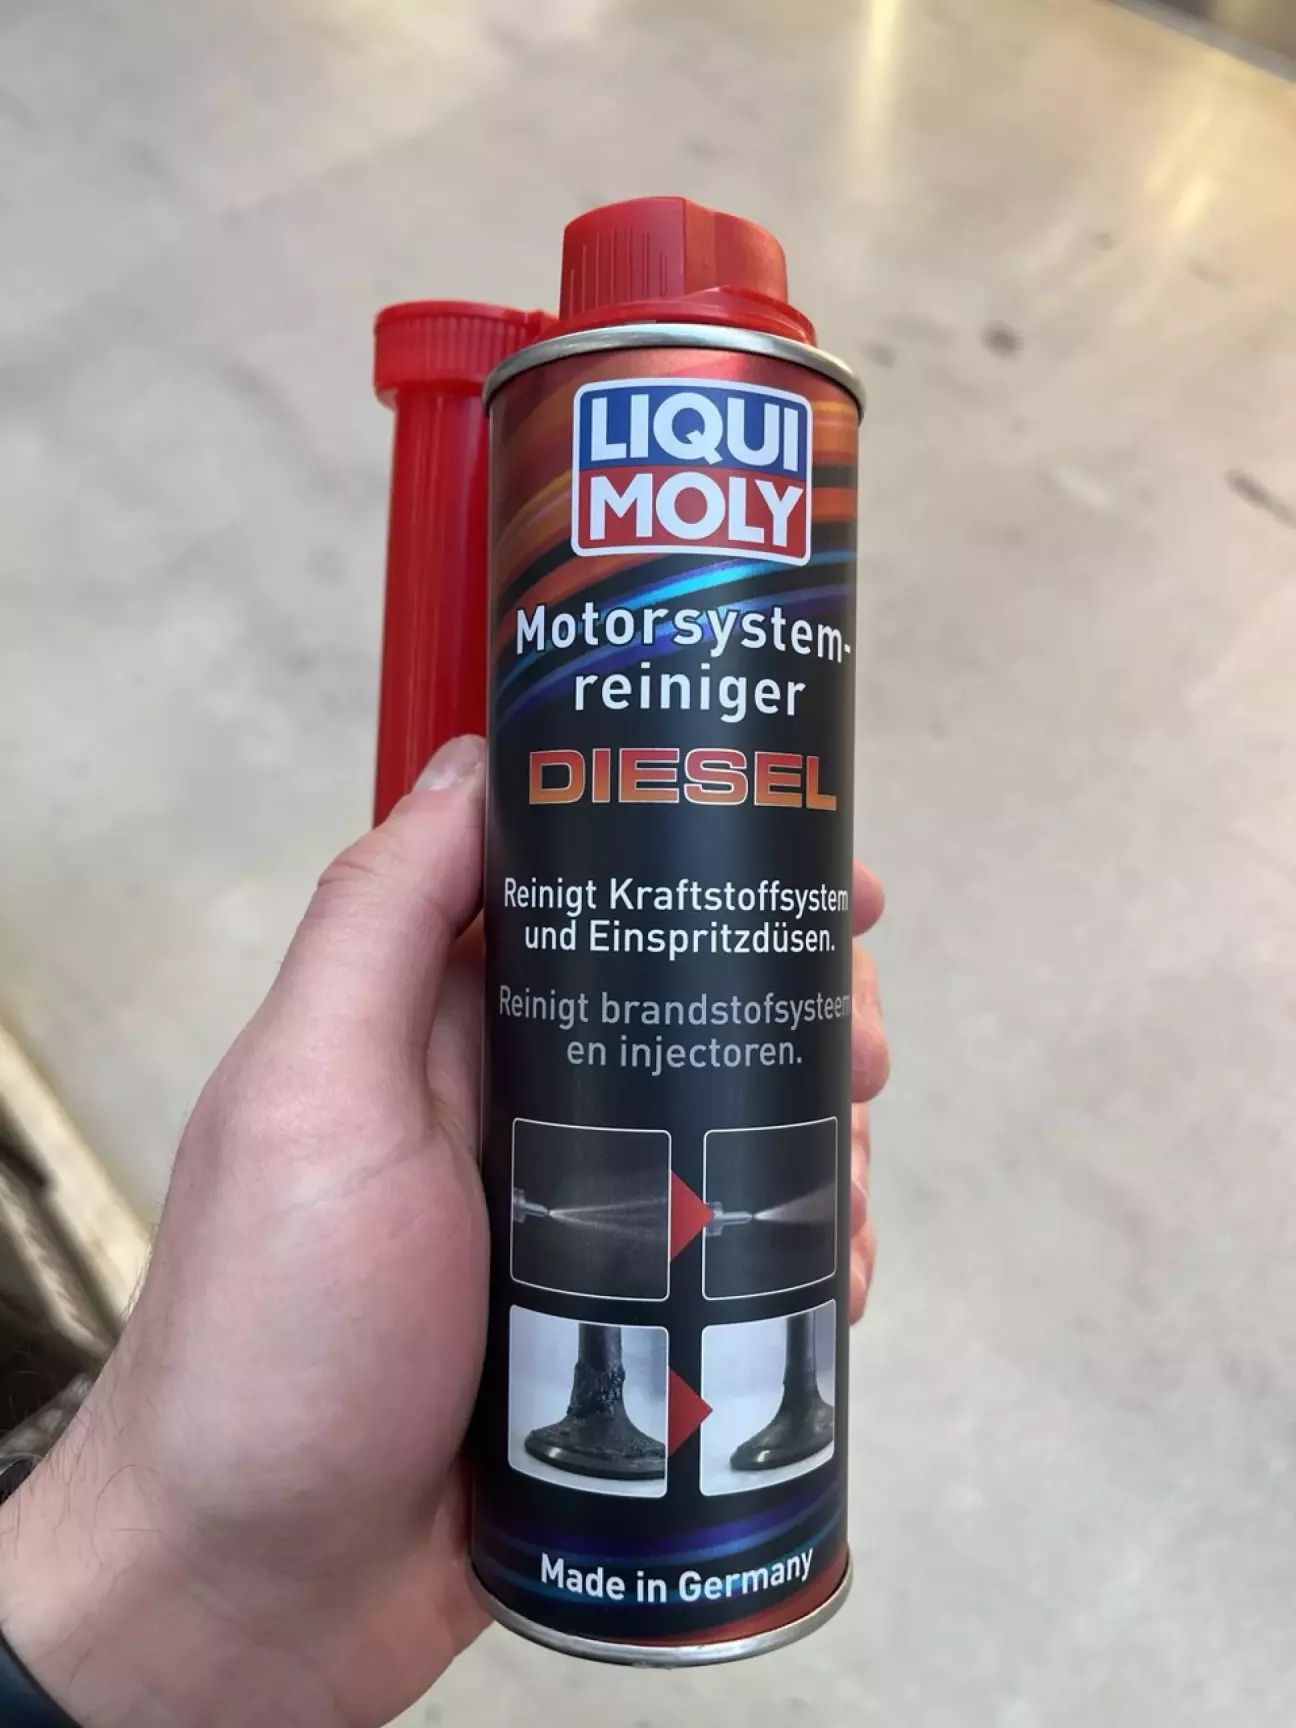 LIQUI
MOLY
Motorsystem-
reiniger
DIESEL
Reinigt Kraftstoffsystem
und Einspritzdüsen.
Reinigt brandstofsysteem
en injectoren.
Made in Germany